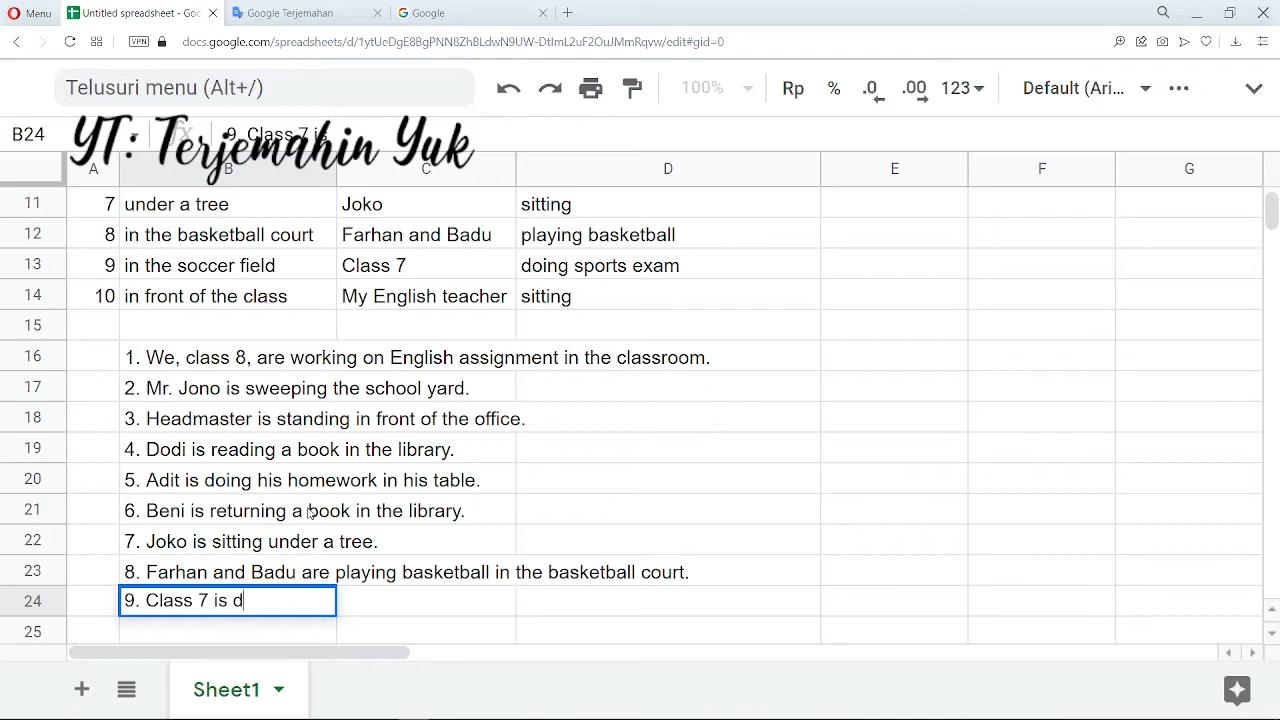 Menu
Untitled spreadsheet - Goo
Google Terjemahan
Google
VPN
docs.google.com/spreadsheets/d/1ytUeDgE8BgPNN8ZhBLdwN9UW-DtImL2uF2OuJMmRqvw/edit#gid=0
Telusuri menu (Alt+/)
100%
Rp
%
.0
.00
123
Default (Ari...
B24
fx
9. Class 7 is
YT: Terjemahin Yuk
A B C D E F G
11 7 under a tree Joko sitting
12 8 in the basketball court Farhan and Badu playing basketball
13 9 in the soccer field Class 7 doing sports exam
14 10 in front of the class My English teacher sitting
15
16 1. We, class 8, are working on English assignment in the classroom.
17 2. Mr. Jono is sweeping the school yard.
18 3. Headmaster is standing in front of the office.
19 4. Dodi is reading a book in the library.
20 5. Adit is doing his homework in his table.
21 6. Beni is returning a book in the library.
22 7. Joko is sitting under a tree.
23 8. Farhan and Badu are playing basketball in the basketball court.
24 9. Class 7 is d
25
Sheet1